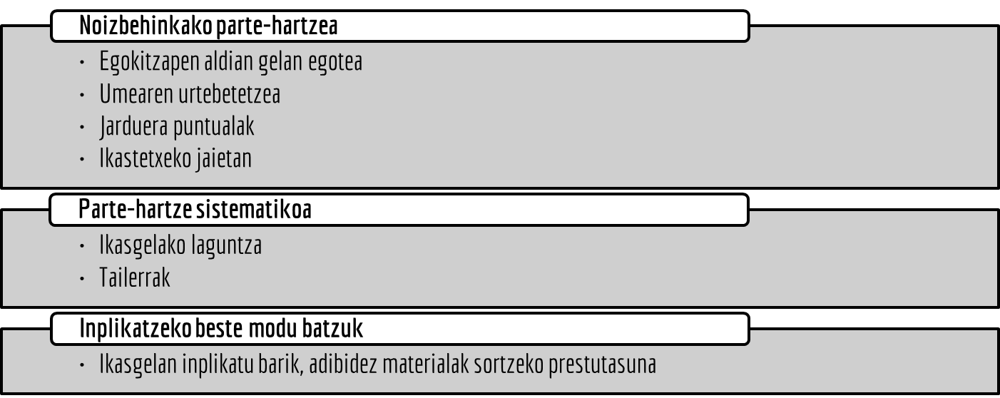 Noizbehinkako parte-hartzea
• Egokitzapen aldian gelan egotea
• Umearen urtebetetzea
• Jarduera puntualak
• Ikastetxeko jaietan
Parte-hartze sistematikoa
• Ikasgelako laguntza
• Tailerrak
Inplikatzeko beste modu batzuk
• Ikasgelan inplikatu barik, adibidez materialak sortzeko prestutasuna